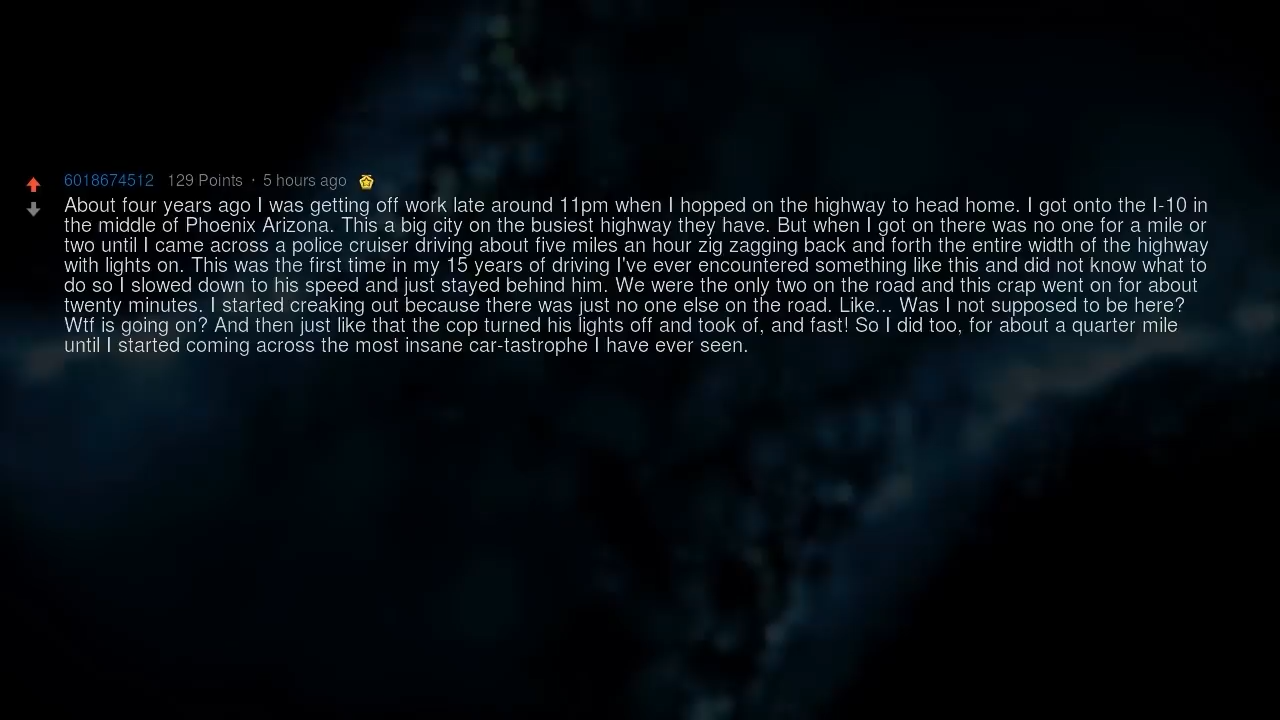 6018674512 129 Points · 5 hours ago
About four years ago I was getting off work late around 11pm when I hopped on the highway to head home. I got onto the I-10 in
the middle of Phoenix Arizona. This a big city on the busiest highway they have. But when I got on there was no one for a mile or
two until I came across a police cruiser driving about five miles an hour zig zagging back and forth the entire width of the highway
with lights on. This was the first time in my 15 years of driving I've ever encountered something like this and did not know what to
do so I slowed down to his speed and just stayed behind him. We were the only two on the road and this crap went on for about
twenty minutes. I started creaking out because there was just no one else on the road. Like... Was I not supposed to be here?
Wtf is going on? And then just like that the cop turned his lights off and took of, and fast! So I did too, for about a quarter mile
until I started coming across the most insane car-tastrophe I have ever seen.